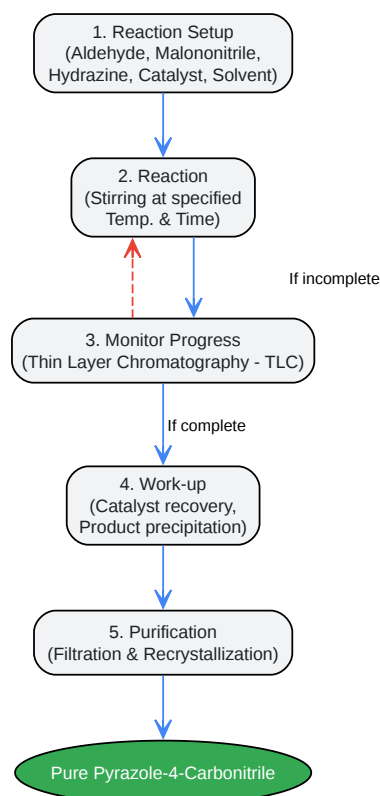 1. Reaction Setup
(Aldehyde, Malononitrile,
Hydrazine, Catalyst, Solvent)
2. Reaction
(Stirring at specified
Temp. & Time)
If incomplete
3. Monitor Progress
(Thin Layer Chromatography - TLC)
If complete
4. Work-up
(Catalyst recovery,
Product precipitation)
5. Purification
(Filtration & Recrystallization)
Pure Pyrazole-4-Carbonitrile